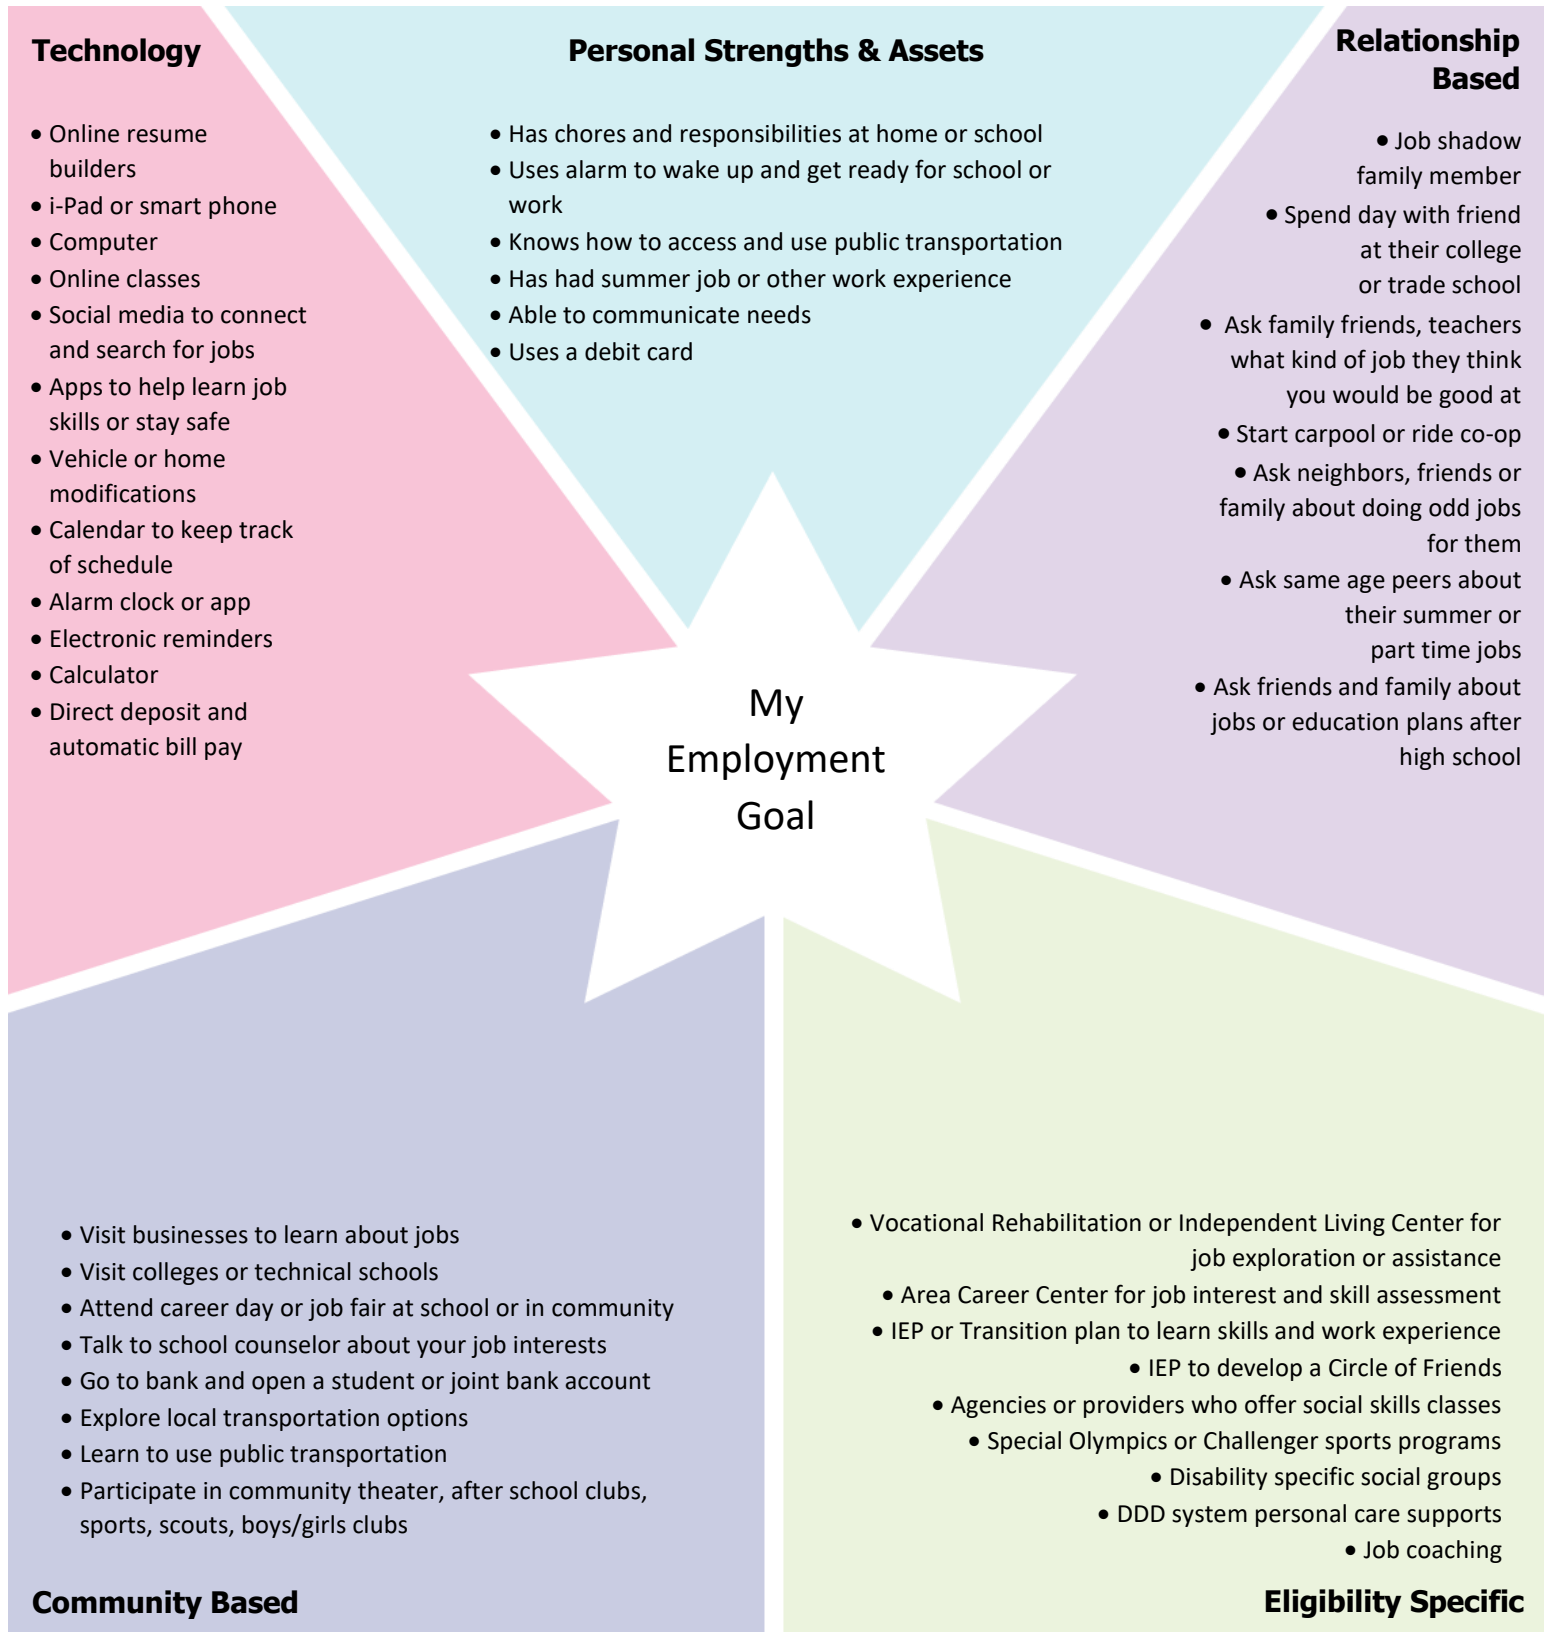 Technology
• Online resume
builders
• i-Pad or smart phone
• Computer
• Online classes
• Social media to connect
and search for jobs
• Apps to help learn job
skills or stay safe
• Vehicle or home
modifications
• Calendar to keep track
of schedule
• Alarm clock or app
• Electronic reminders
• Calculator
• Direct deposit and
automatic bill pay
Personal Strengths & Assets
• Has chores and responsibilities at home or school
• Uses alarm to wake up and get ready for school or
work
• Knows how to access and use public transportation
• Has had summer job or other work experience
• Able to communicate needs
• Uses a debit card
Relationship
Based
• Job shadow
family member
• Spend day with friend
at their college
or trade school
• Ask family friends, teachers
what kind of job they think
you would be good at
• Start carpool or ride co-op
• Ask neighbors, friends or
family about doing odd jobs
for them
• Ask same age peers about
their summer or
part time jobs
• Ask friends and family about
jobs or education plans after
high school
My
Employment
Goal
• Visit businesses to learn about jobs
• Visit colleges or technical schools
• Attend career day or job fair at school or in community
• Talk to school counselor about your job interests
• Go to bank and open a student or joint bank account
• Explore local transportation options
• Learn to use public transportation
• Participate in community theater, after school clubs,
sports, scouts, boys/girls clubs
Community Based
• Vocational Rehabilitation or Independent Living Center for
job exploration or assistance
• Area Career Center for job interest and skill assessment
• IEP or Transition plan to learn skills and work experience
• IEP to develop a Circle of Friends
• Agencies or providers who offer social skills classes
• Special Olympics or Challenger sports programs
• Disability specific social groups
• DDD system personal care supports
• Job coaching
Eligibility Specific